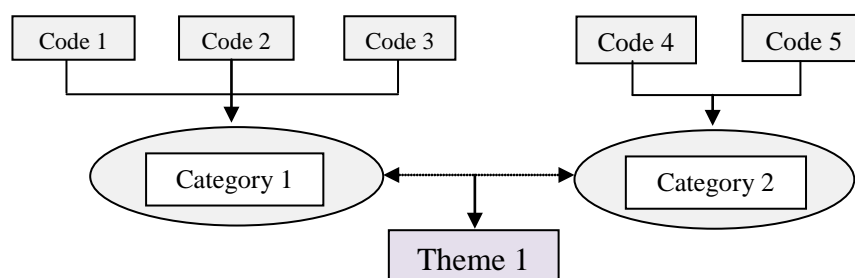 Code 1
Code 2
Code 3
Code 4
Code 5
Category 1
Category 2
Theme 1